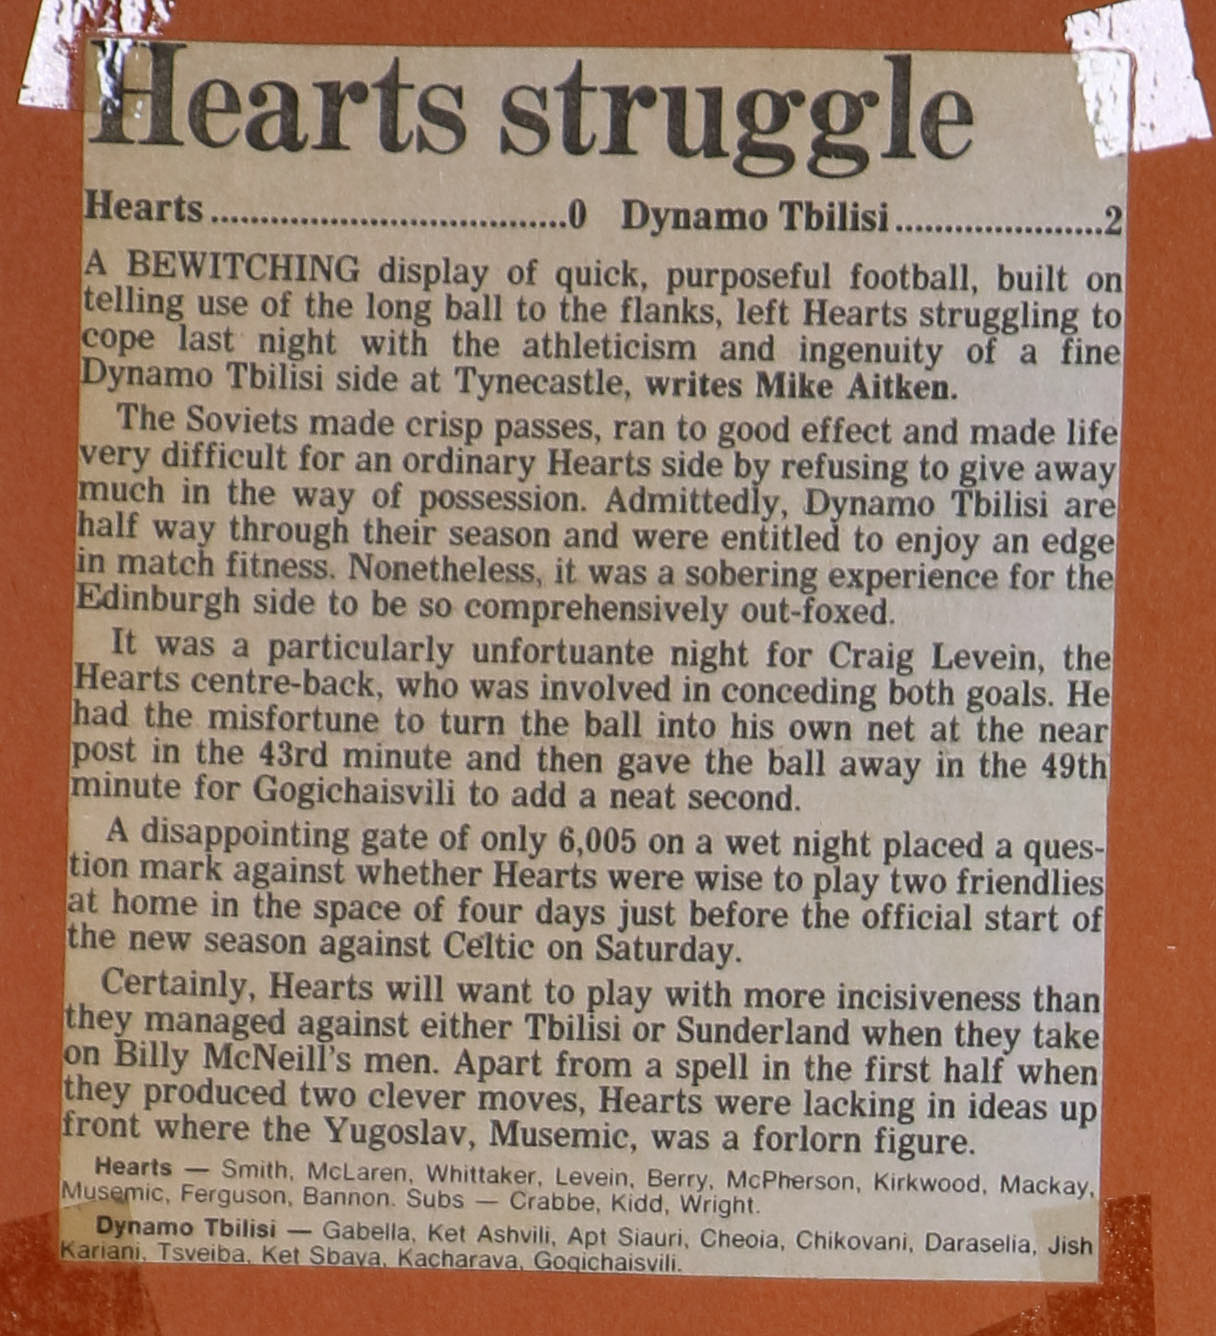 Hearts struggle
Hearts....................................0 Dynamo Tbilisi.....................2
A BEWITCHING display of quick, purposeful football, built on
telling use of the long ball to the flanks, left Hearts struggling to
cope last night with the athleticism and ingenuity of a fine
Dynamo Tbilisi side at Tynecastle, writes Mike Aitken.
The Soviets made crisp passes, ran to good effect and made life
very difficult for an ordinary Hearts side by refusing to give away
much in the way of possession. Admittedly, Dynamo Tbilisi are
half way through their season and were entitled to enjoy an edge
in match fitness. Nonetheless, it was a sobering experience for the
Edinburgh side to be so comprehensively out-foxed.
It was a particularly unfortuante night for Craig Levein, the
Hearts centre-back, who was involved in conceding both goals. He
had the misfortune to turn the ball into his own net at the near
post in the 43rd minute and then gave the ball away in the 49th
minute for Gogichaisvili to add a neat second.
A disappointing gate of only 6,005 on a wet night placed a ques-
tion mark against whether Hearts were wise to play two friendlies
at home in the space of four days just before the official start of
the new season against Celtic on Saturday.
Certainly, Hearts will want to play with more incisiveness than
they managed against either Tbilisi or Sunderland when they take
on Billy McNeill's men. Apart from a spell in the first half when
they produced two clever moves, Hearts were lacking in ideas up
front where the Yugoslav, Musemic, was a forlorn figure.
Hearts — Smith, McLaren, Whittaker, Levein, Berry, McPherson, Kirkwood, Mackay,
Musemic, Ferguson, Bannon. Subs — Crabbe, Kidd, Wright.
Dynamo Tbilisi — Gabella, Ket Ashvili, Apt Siauri, Cheoia, Chikovani, Daraselia, Jish
Kariani, Tsveiba, Ket Sbava, Kacharava, Gogichaisvili.